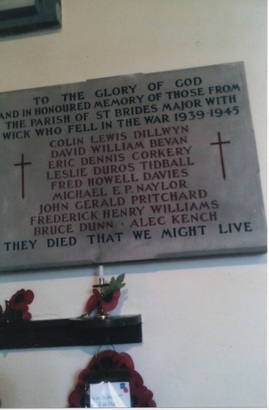 TO THE GLORY OF GOD
AND IN HONOURED MEMORY OF THOSE FROM
THE PARISH OF ST BRIDES MAJOR WITH
WICK WHO FELL IN THE WAR 1939-1945
COLIN LEWIS DILLWYN
DAVID WILLIAM BEVAN
ERIC DENNIS CORKERY
LESLIE DUROS TIDBALL
FRED HOWELL DAVIES
MICHAEL E.P. NAYLOR
JOHN GERALD PRITCHARD
FREDERICK HENRY WILLIAMS
BRUCE DUNN · ALEC KENCH
THEY DIED THAT WE MIGHT LIVE